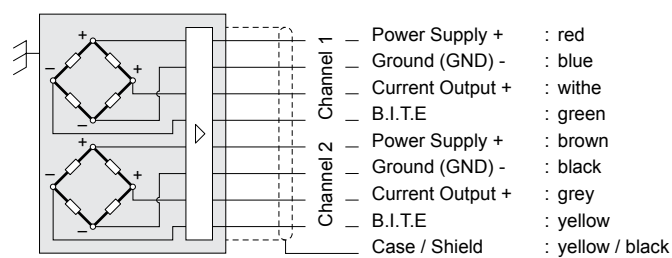 Channel 1
Power Supply + : red
Ground (GND) - : blue
Current Output + : withe
B.I.T.E : green
Channel 2
Power Supply + : brown
Ground (GND) - : black
Current Output + : grey
B.I.T.E : yellow
Case / Shield : yellow / black
+
−
+
−
+
−
+
−